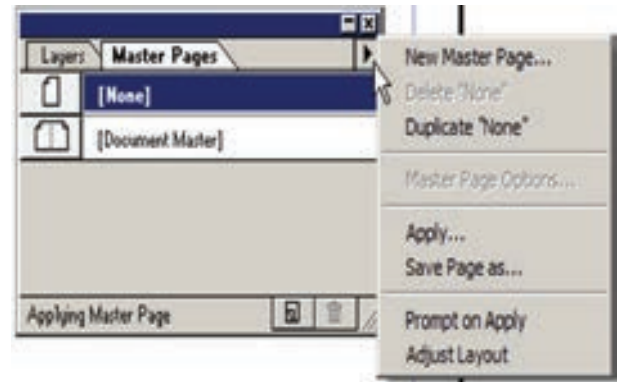 Layers Master Pages
[None]
[Document Master]
Applying Master Page
New Master Page...
Delete "None"
Duplicate "None"
Master Page Options...
Apply...
Save Page as...
Prompt on Apply
Adjust Layout